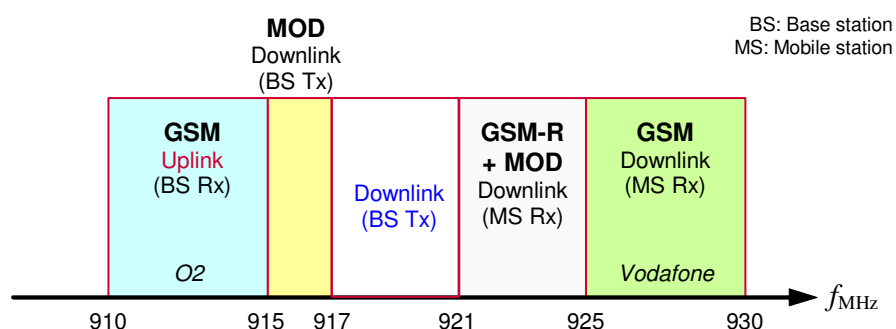 MOD
Downlink
(BS Tx)
BS: Base station
MS: Mobile station
GSM
Uplink
(BS Rx)
O2
Downlink
(BS Tx)
GSM-R
+ MOD
Downlink
(MS Rx)
GSM
Downlink
(MS Rx)
Vodafone
910 915 917 921 925 930 fMHz